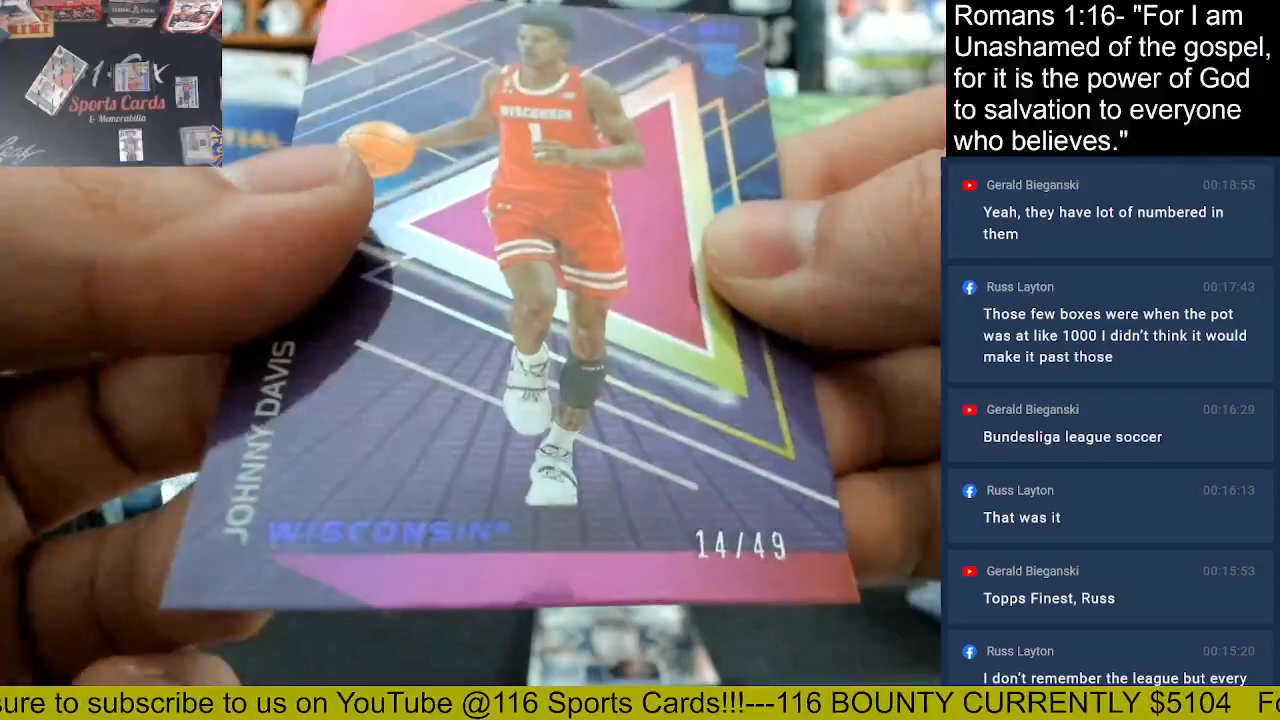 Romans 1:16- "For I am
Unashamed of the gospel,
for it is the power of God
to salvation to everyone
who believes."
Sports Cards
& Memorabilia
WISCONSIN
1
JOHNNY DAVIS
WISCONSIN
14/49
Gerald Bieganski 00:18:55
Yeah, they have lot of numbered in
them
Russ Layton 00:17:43
Those few boxes were when the pot
was at like 1000 I didn't think it would
make it past those
Gerald Bieganski 00:16:29
Bundesliga league soccer
Russ Layton 00:16:13
That was it
Gerald Bieganski 00:15:53
Topps Finest, Russ
Russ Layton 00:15:20
I don't remember the league but every
sure to subscribe to us on YouTube @116 Sports Cards!!!---116 BOUNTY CURRENTLY $5104